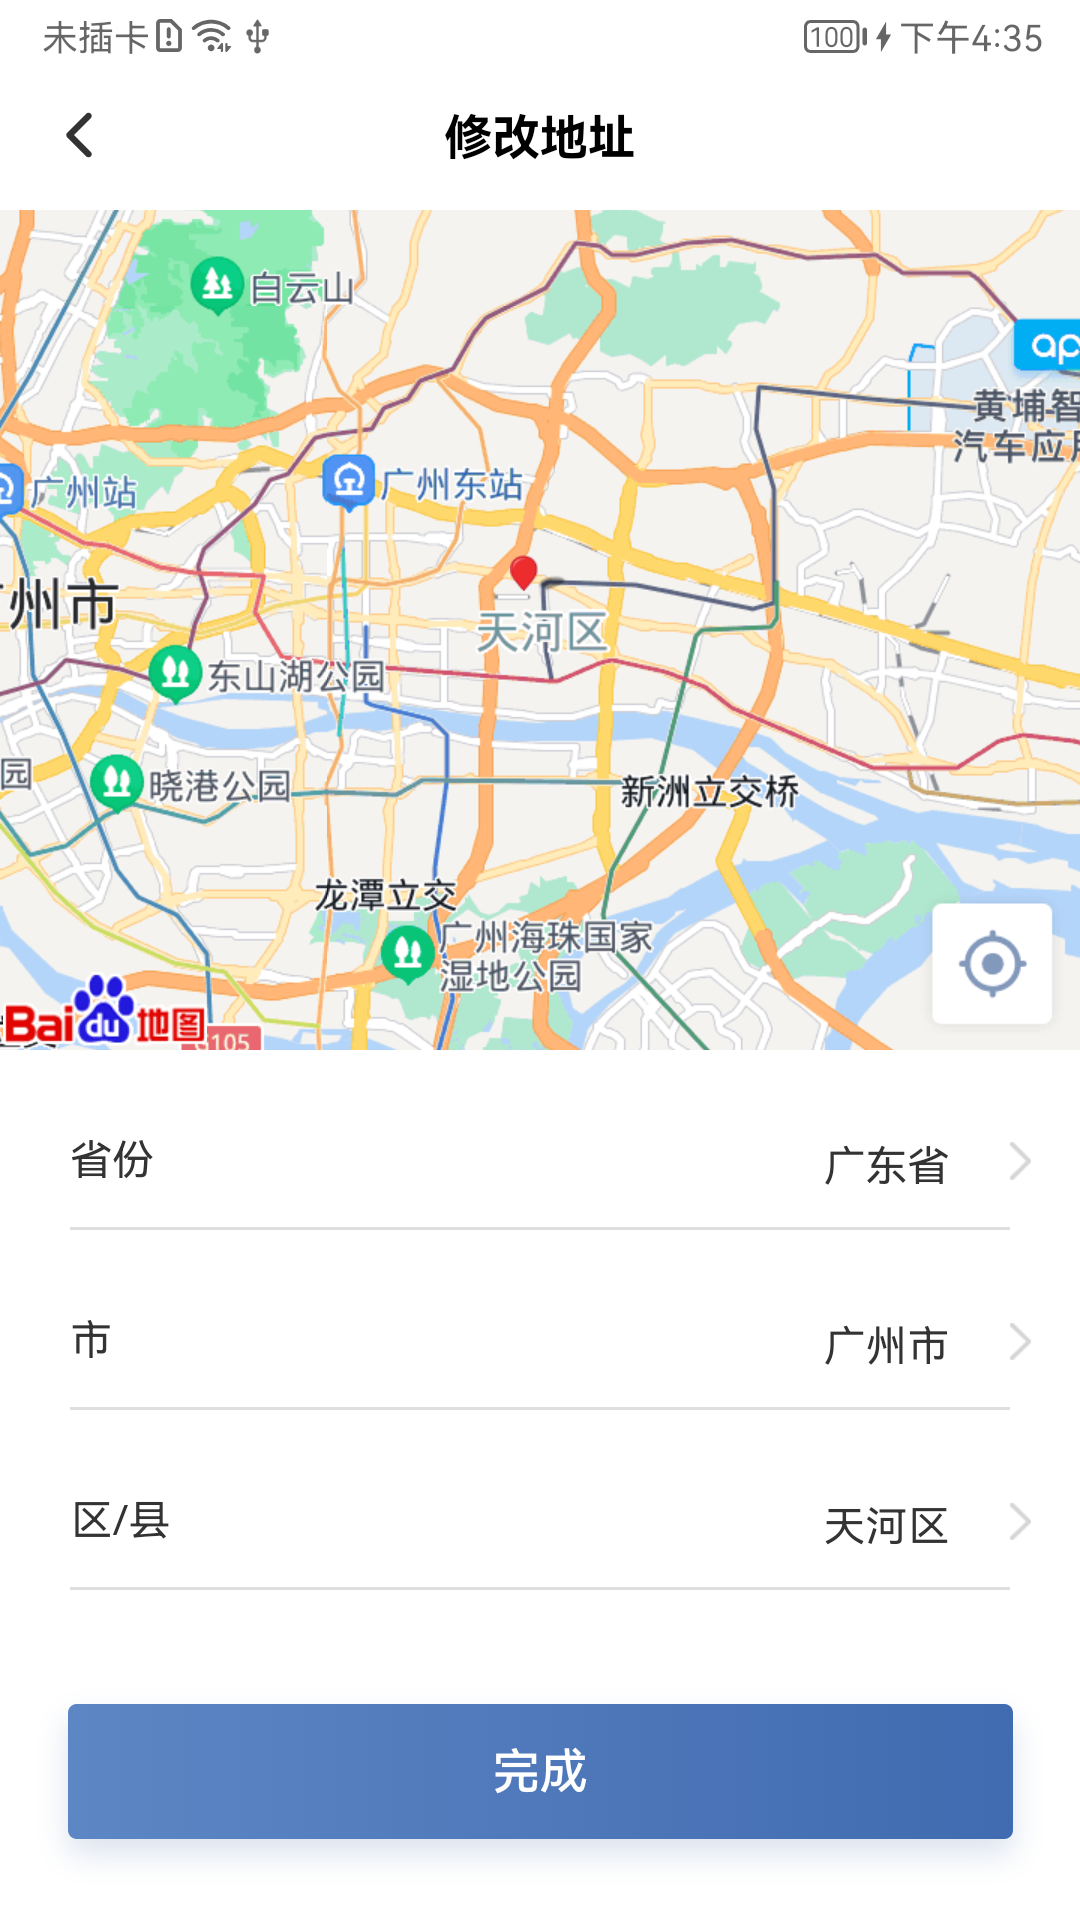 未插卡 100 下午4:35
修改地址
白云山
黄埔智
汽车应用
广州站
广州东站
州市
天河区
东山湖公园
园
晓港公园
新洲立交桥
龙潭立交
广州海珠国家
湿地公园
Bai du 地图
G105
省份 广东省
市 广州市
区/县 天河区
完成